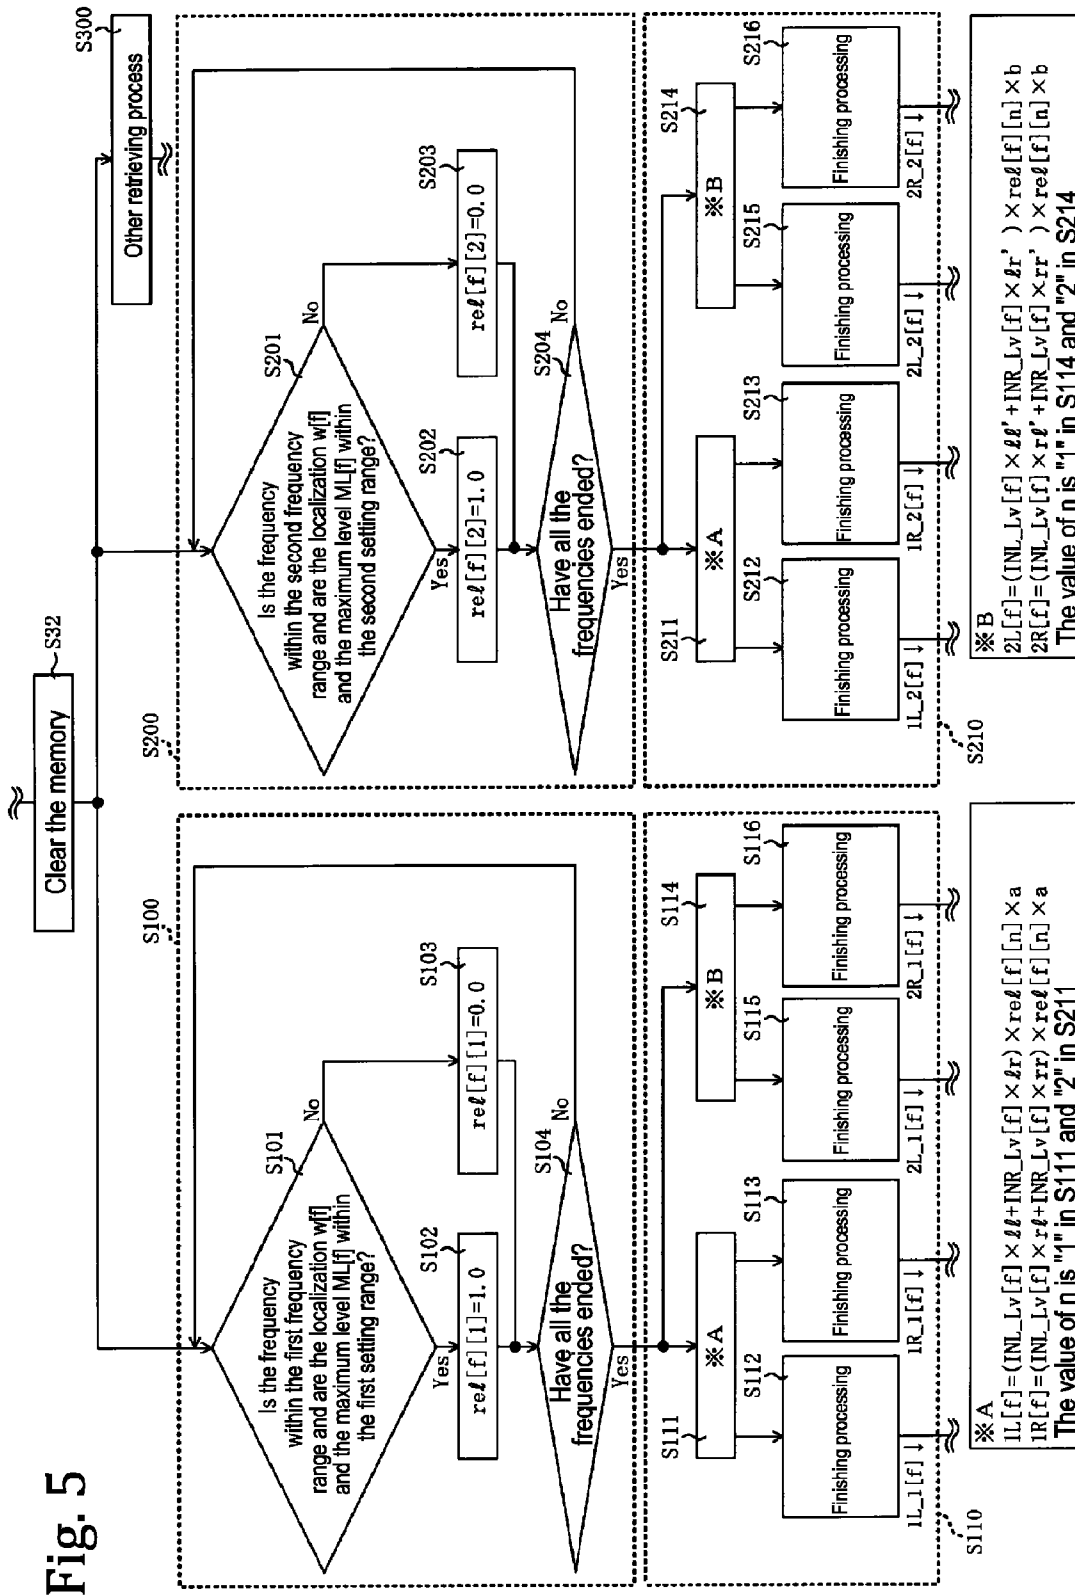 Fig. 5
Clear the memory
S32
Other retrieving process
S300
S100
Is the frequency
within the first frequency
range and are the localization w[f]
and the maximum level ML[f] within
the first setting range?
S101
Yes
No
rel[f][1]=1.0
S102
rel[f][1]=0.0
S103
Have all the
frequencies ended?
S104
Yes
No
S110
※A
S111
※B
S114
Finishing processing
S112
Finishing processing
S113
Finishing processing
S115
Finishing processing
S116
1L_1[f]
1R_1[f]
2L_1[f]
2R_1[f]
S200
Is the frequency
within the second frequency
range and are the localization w[f]
and the maximum level ML[f] within
the second setting range?
S201
Yes
No
rel[f][2]=1.0
S202
rel[f][2]=0.0
S203
Have all the
frequencies ended?
S204
Yes
No
S210
※A
S211
※B
S214
Finishing processing
S212
Finishing processing
S213
Finishing processing
S215
Finishing processing
S216
1L_2[f]
1R_2[f]
2L_2[f]
2R_2[f]
※A
1L[f]=(INL_Lv[f]×ll+INR_Lv[f]×lr)×rel[f][n]×a
1R[f]=(INL_Lv[f]×rl+INR_Lv[f]×rr)×rel[f][n]×a
The value of n is "1" in S111 and "2" in S211
※B
2L[f]=(INL_Lv[f]×ll'+INR_Lv[f]×lr')×rel[f][n]×b
2R[f]=(INL_Lv[f]×rl'+INR_Lv[f]×rr')×rel[f][n]×b
The value of n is "1" in S114 and "2" in S214